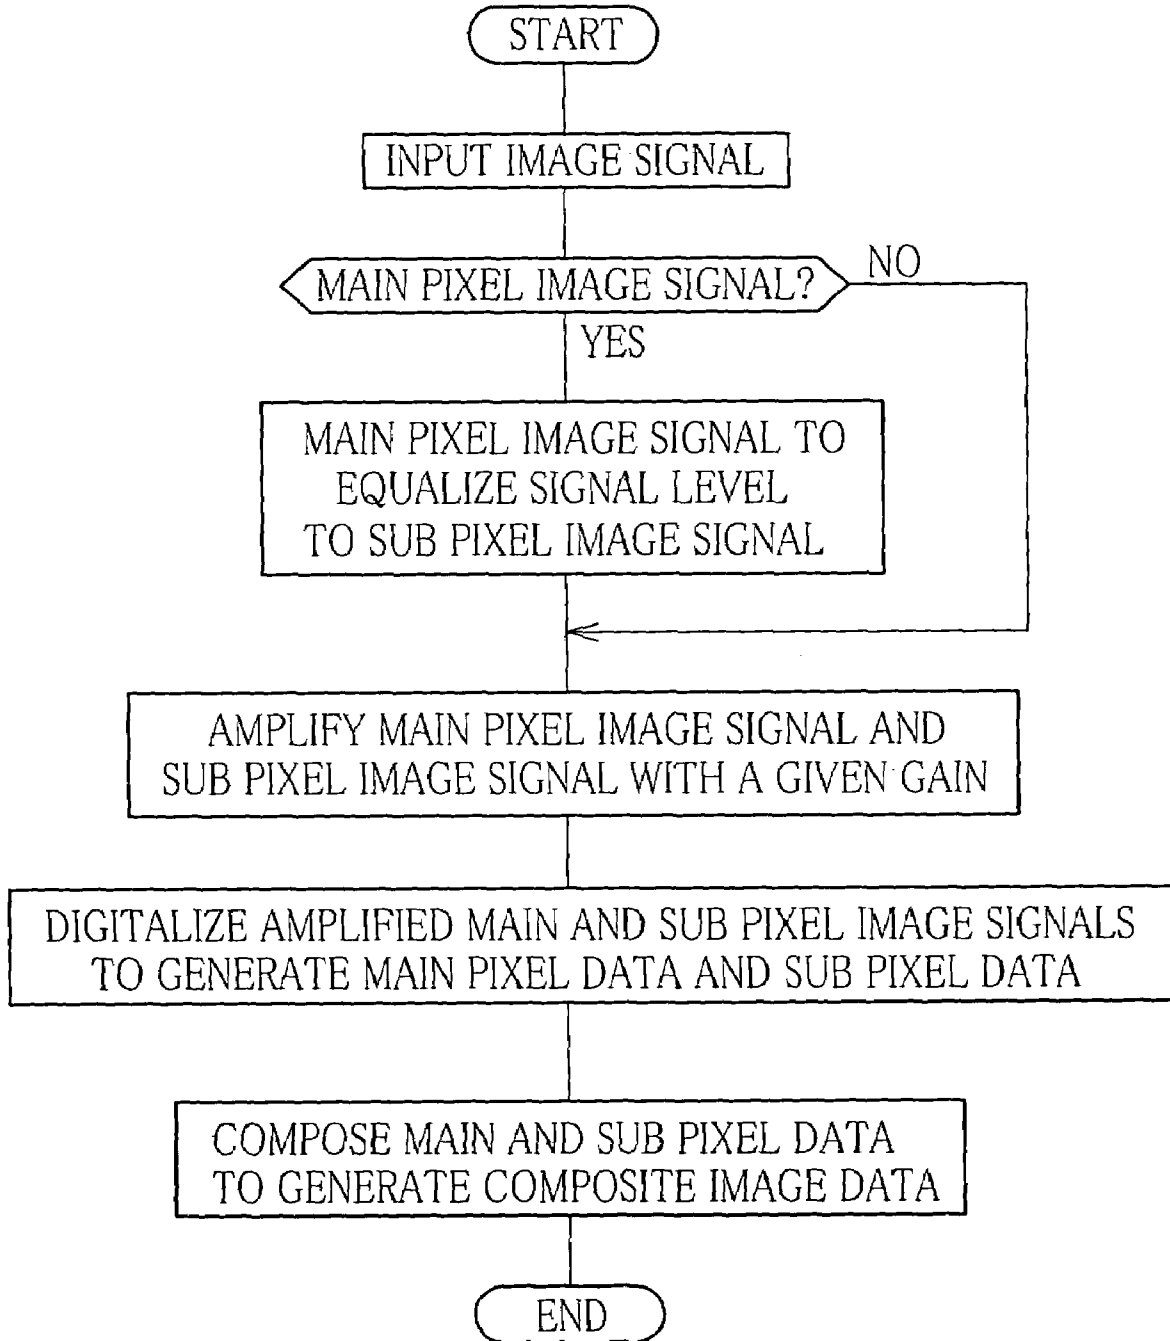 START
INPUT IMAGE SIGNAL
MAIN PIXEL IMAGE SIGNAL?
NO
YES
MAIN PIXEL IMAGE SIGNAL TO
EQUALIZE SIGNAL LEVEL
TO SUB PIXEL IMAGE SIGNAL
AMPLIFY MAIN PIXEL IMAGE SIGNAL AND
SUB PIXEL IMAGE SIGNAL WITH A GIVEN GAIN
DIGITALIZE AMPLIFIED MAIN AND SUB PIXEL IMAGE SIGNALS
TO GENERATE MAIN PIXEL DATA AND SUB PIXEL DATA
COMPOSE MAIN AND SUB PIXEL DATA
TO GENERATE COMPOSITE IMAGE DATA
END